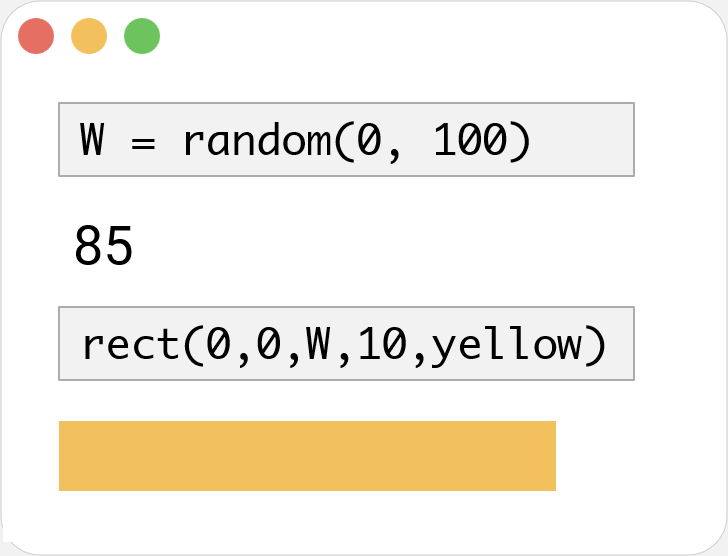 W = random(0, 100)
85
rect(0,0,W,10,yellow)